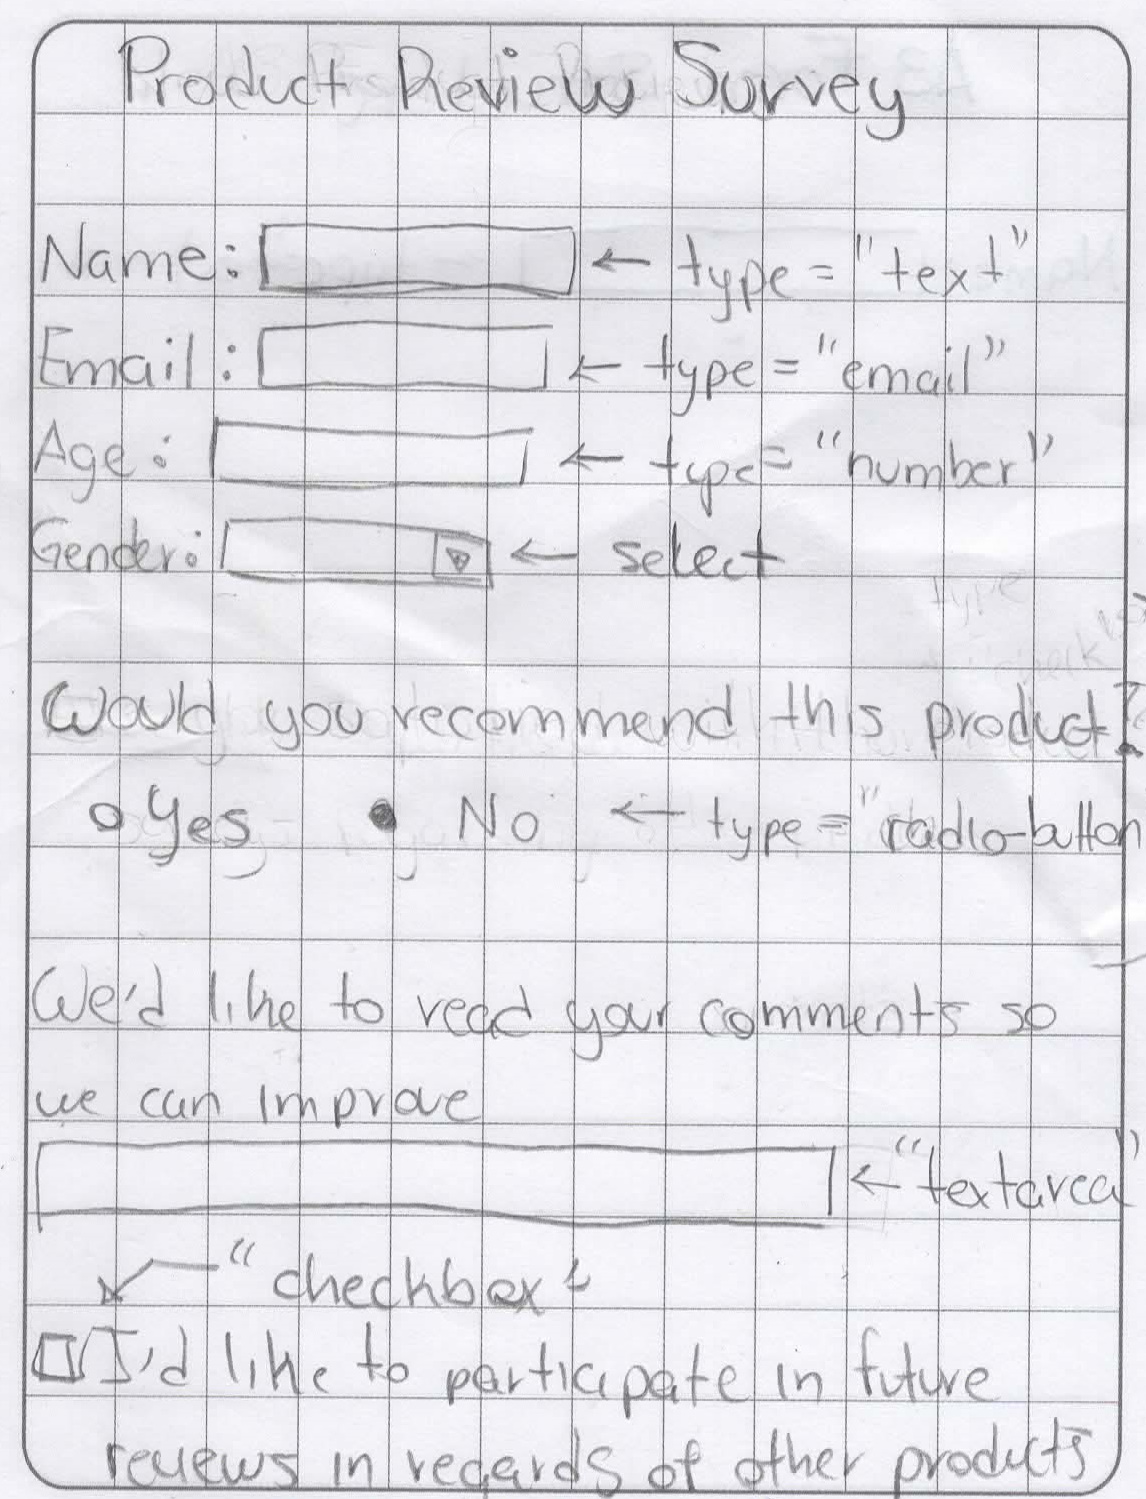 Product Review Survey
Name: ← type = "text"
Email: ← type = "email"
Age: ← type = "number"
Gender: ← select
type
check
Would you recommend this product?
Yes No ← type = "radio-button
We'd like to read your comments so
we can improve
← "textarea"
"checkbox"
I'd like to participate in future
reviews in regards of other products